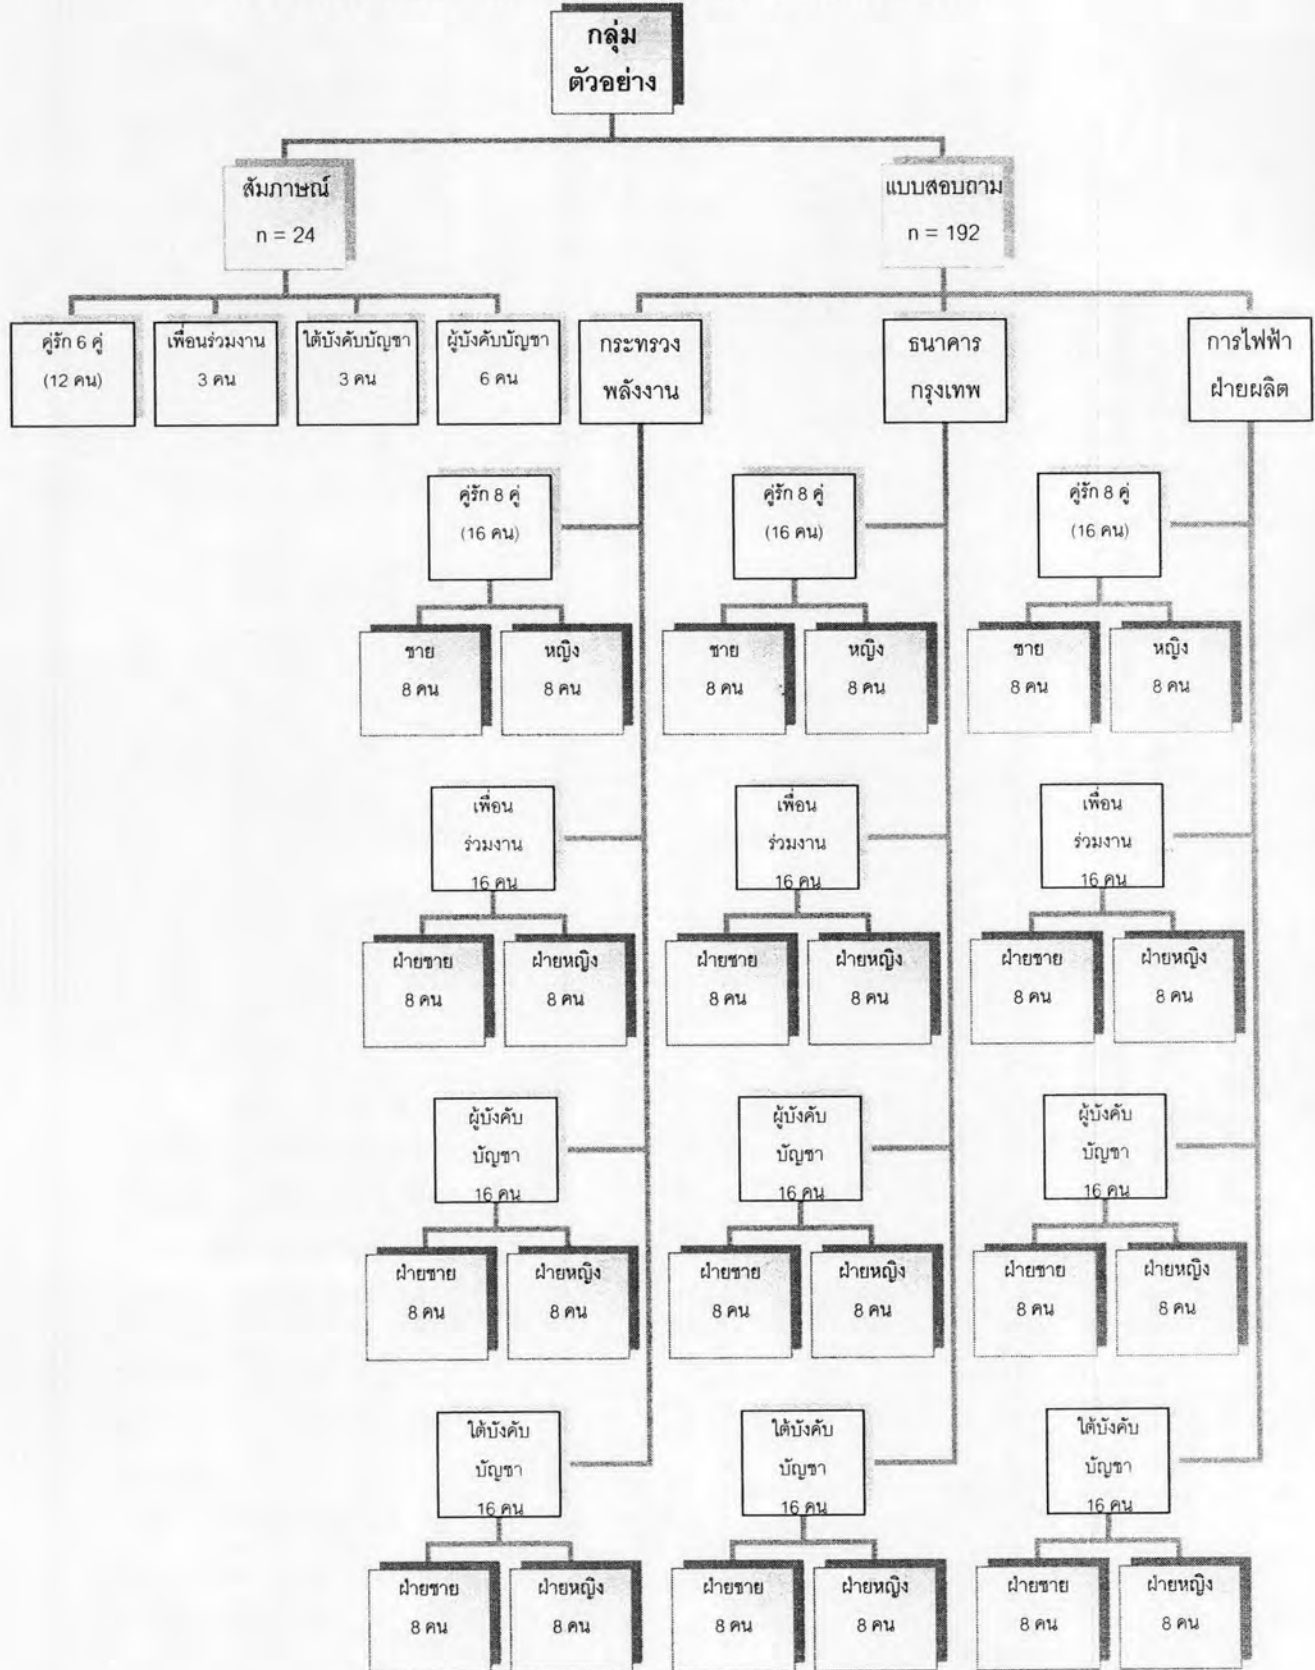 กลุ่ม
ตัวอย่าง
สัมภาษณ์
n = 24
แบบสอบถาม
n = 192
คู่รัก 6 คู่
(12 คน)
เพื่อนร่วมงาน
3 คน
ใต้บังคับบัญชา
3 คน
ผู้บังคับบัญชา
6 คน
กระทรวง
พลังงาน
ธนาคาร
กรุงเทพ
การไฟฟ้า
ฝ่ายผลิต
คู่รัก 8 คู่
(16 คน)
คู่รัก 8 คู่
(16 คน)
คู่รัก 8 คู่
(16 คน)
ชาย
8 คน
หญิง
8 คน
ชาย
8 คน
หญิง
8 คน
ชาย
8 คน
หญิง
8 คน
เพื่อน
ร่วมงาน
16 คน
เพื่อน
ร่วมงาน
16 คน
เพื่อน
ร่วมงาน
16 คน
ฝ่ายชาย
8 คน
ฝ่ายหญิง
8 คน
ฝ่ายชาย
8 คน
ฝ่ายหญิง
8 คน
ฝ่ายชาย
8 คน
ฝ่ายหญิง
8 คน
ผู้บังคับ
บัญชา
16 คน
ผู้บังคับ
บัญชา
16 คน
ผู้บังคับ
บัญชา
16 คน
ฝ่ายชาย
8 คน
ฝ่ายหญิง
8 คน
ฝ่ายชาย
8 คน
ฝ่ายหญิง
8 คน
ฝ่ายชาย
8 คน
ฝ่ายหญิง
8 คน
ใต้บังคับ
บัญชา
16 คน
ใต้บังคับ
บัญชา
16 คน
ใต้บังคับ
บัญชา
16 คน
ฝ่ายชาย
8 คน
ฝ่ายหญิง
8 คน
ฝ่ายชาย
8 คน
ฝ่ายหญิง
8 คน
ฝ่ายชาย
8 คน
ฝ่ายหญิง
8 คน